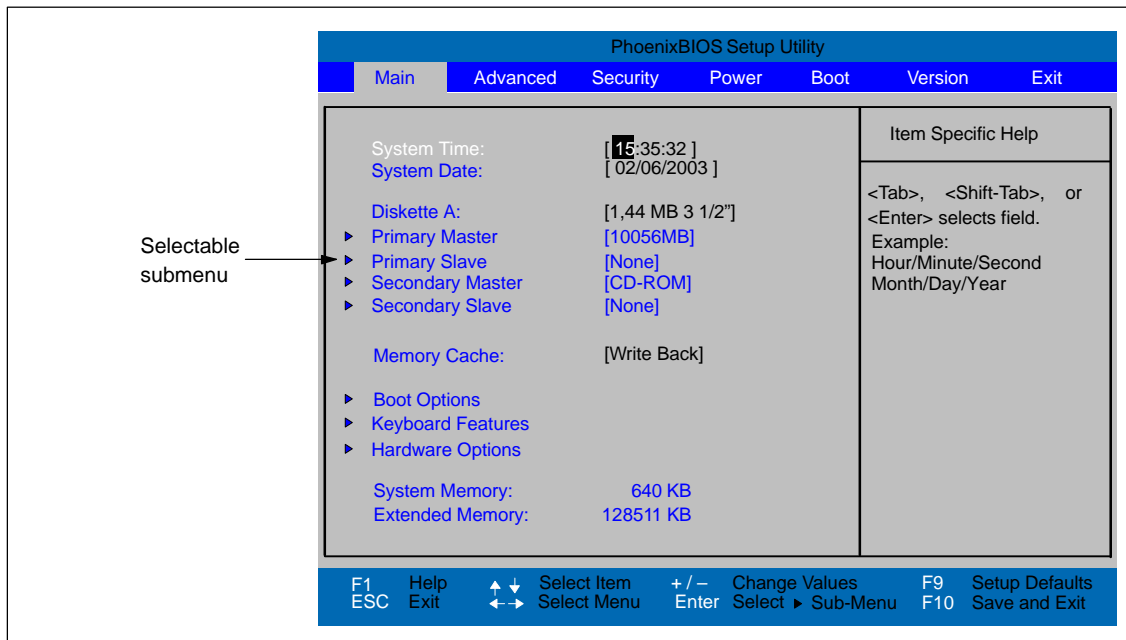 PhoenixBIOS Setup Utility
Main Advanced Security Power Boot Version Exit
System Time: [ 15:35:32 ]
System Date: [ 02/06/2003 ]
Diskette A: [1,44 MB 3 1/2”]
Primary Master [10056MB]
Primary Slave [None]
Secondary Master [CD-ROM]
Secondary Slave [None]
Memory Cache: [Write Back]
Boot Options
Keyboard Features
Hardware Options
System Memory: 640 KB
Extended Memory: 128511 KB
Item Specific Help
<Tab>, <Shift-Tab>, or
<Enter> selects field.
Example:
Hour/Minute/Second
Month/Day/Year
Selectable
submenu
F1 Help Select Item + / – Change Values F9 Setup Defaults
ESC Exit Select Menu Enter Select Sub-Menu F10 Save and Exit